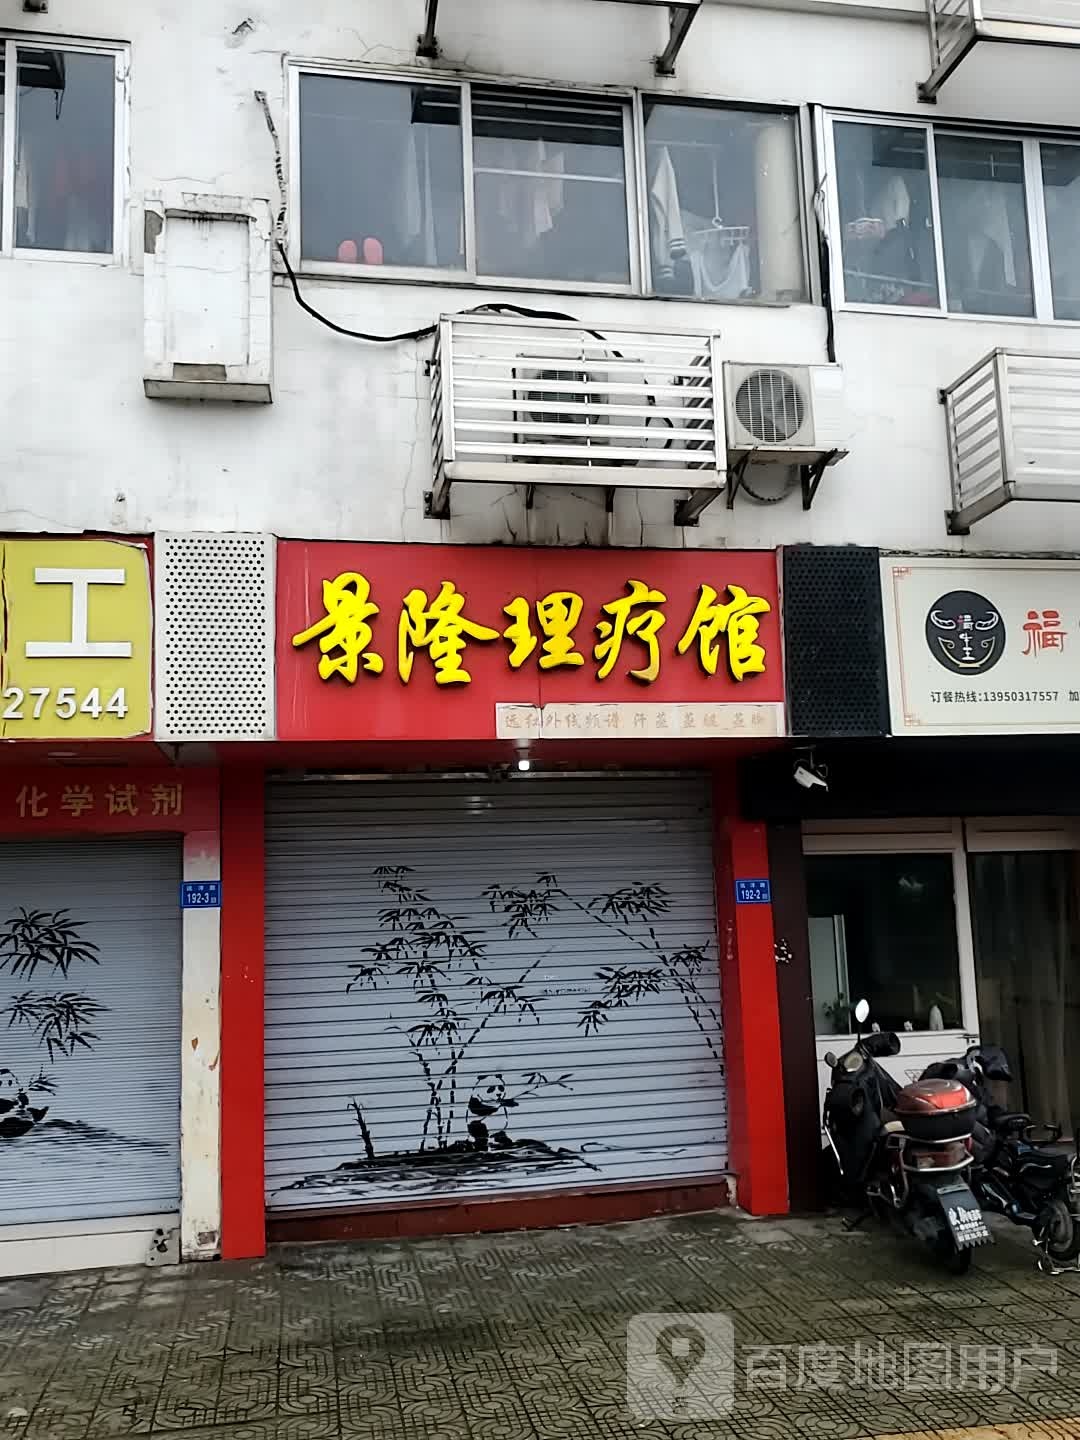 工
27544
化学试剂
景隆理疗馆
远红外线频谱 汗蒸 蒸腿 蒸脚
福
订餐热线:13950317557 加
192-3
192-2
百度地图用户